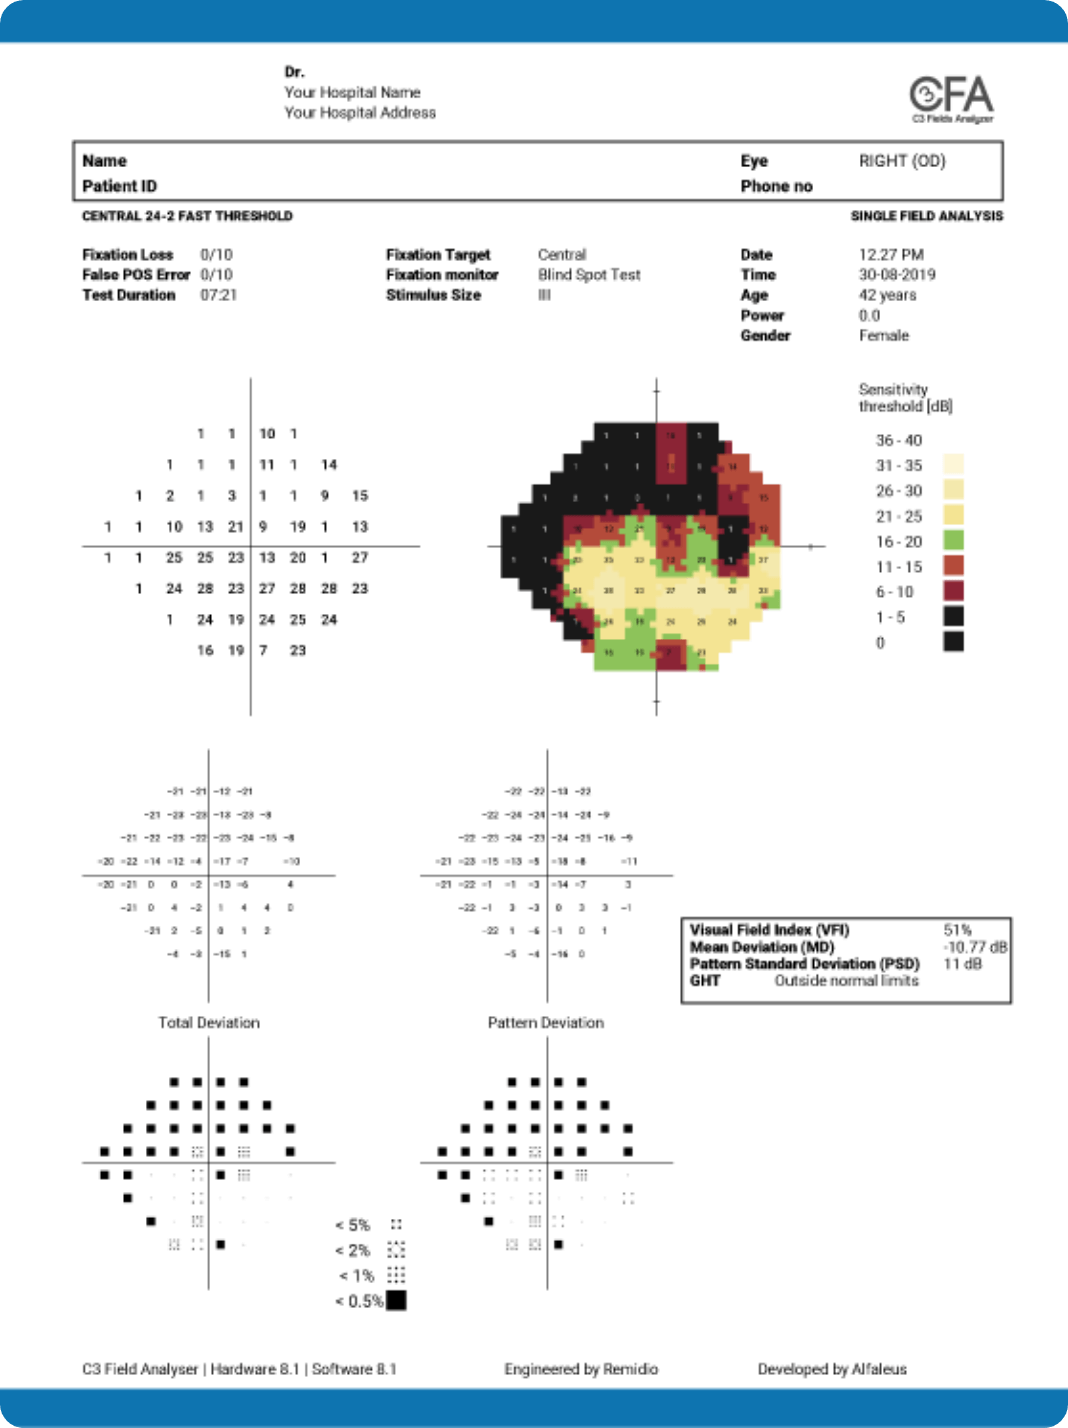 Dr.
Your Hospital Name
Your Hospital Address
CFA
C3 Fields Analyzer
Name
Eye RIGHT (OD)
Patient ID
Phone no
CENTRAL 24-2 FAST THRESHOLD
SINGLE FIELD ANALYSIS
Fixation Loss 0/10 Fixation Target Central Date 12.27 PM
False POS Error 0/10 Fixation monitor Blind Spot Test Time 30-08-2019
Test Duration 07:21 Stimulus Size III Age 42 years
Power 0.0
Gender Female
1 1 10 1
1 1 1 11 1 14
1 2 1 3 1 1 9 15
1 1 10 13 21 9 19 1 13
1 1 25 25 23 13 20 1 27
1 24 28 23 27 28 28 23
1 24 19 24 25 24
16 19 7 23
Sensitivity
threshold [dB]
36 - 40
31 - 35
26 - 30
21 - 25
16 - 20
11 - 15
6 - 10
1 - 5
0
-21 -21 -12 -21
-21 -23 -23 -13 -23 -8
-21 -22 -23 -22 -23 -24 -15 -8
-20 -22 -14 -12 -4 -17 -7 -10
-20 -21 0 0 -2 -13 -6 4
-21 0 4 -2 1 4 4 0
-21 2 -5 0 1 2
-4 -3 -15 1
Total Deviation
-22 -22 -13 -22
-22 -24 -24 -14 -24 -9
-22 -23 -24 -23 -24 -25 -16 -9
-21 -23 -15 -13 -5 -18 -8 -11
-21 -22 -1 -1 -3 -14 -7 3
-22 -1 3 -3 0 3 3 -1
-22 1 -6 -1 0 1
-5 -4 -16 0
Pattern Deviation
Visual Field Index (VFI) 51%
Mean Deviation (MD) -10.77 dB
Pattern Standard Deviation (PSD) 11 dB
GHT Outside normal limits
< 5%
< 2%
< 1%
< 0.5%
C3 Field Analyser | Hardware 8.1 | Software 8.1
Engineered by Remidio
Developed by Alfaleus